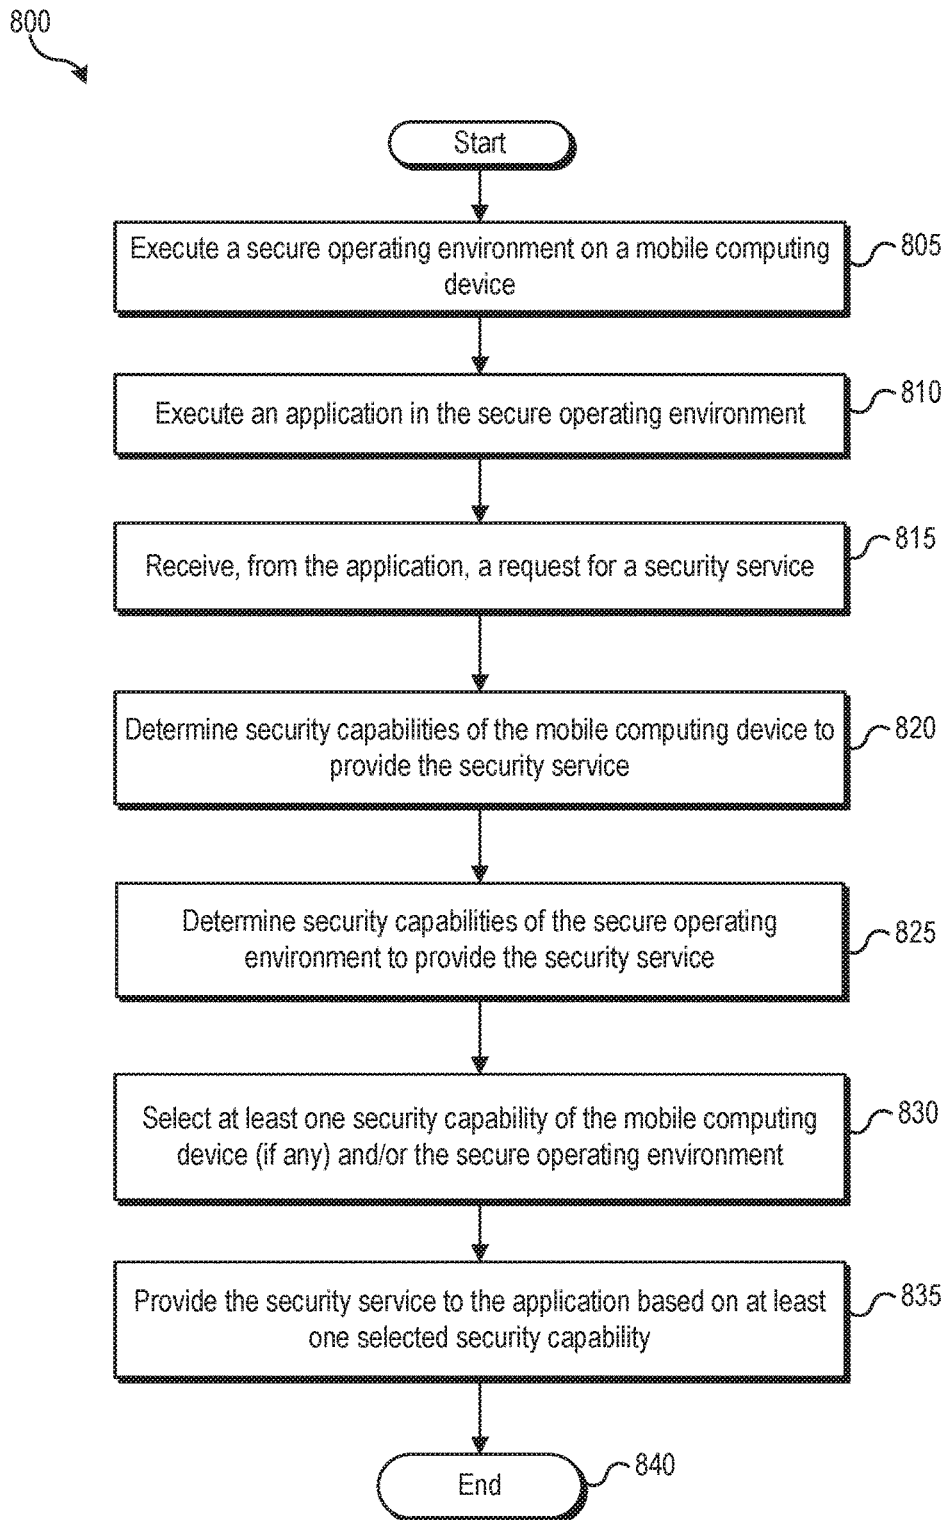 800
Start
Execute a secure operating environment on a mobile computing
device
805
Execute an application in the secure operating environment
810
Receive, from the application, a request for a security service
815
Determine security capabilities of the mobile computing device to
provide the security service
820
Determine security capabilities of the secure operating
environment to provide the security service
825
Select at least one security capability of the mobile computing
device (if any) and/or the secure operating environment
830
Provide the security service to the application based on at least
one selected security capability
835
End
840